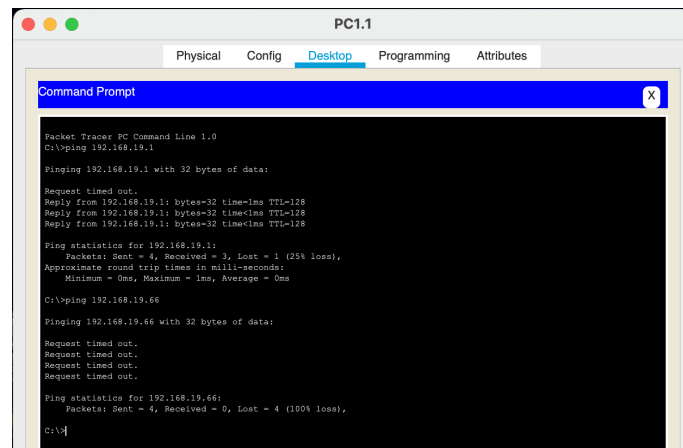 PC1.1
Physical Config Desktop Programming Attributes
Command Prompt
X
Packet Tracer PC Command Line 1.0
C:\>ping 192.168.19.1
Pinging 192.168.19.1 with 32 bytes of data:
Request timed out.
Reply from 192.168.19.1: bytes=32 time=1ms TTL=128
Reply from 192.168.19.1: bytes=32 time<1ms TTL=128
Reply from 192.168.19.1: bytes=32 time<1ms TTL=128
Ping statistics for 192.168.19.1:
Packets: Sent = 4, Received = 3, Lost = 1 (25% loss),
Approximate round trip times in milli-seconds:
Minimum = 0ms, Maximum = 1ms, Average = 0ms
C:\>ping 192.168.19.66
Pinging 192.168.19.66 with 32 bytes of data:
Request timed out.
Request timed out.
Request timed out.
Request timed out.
Ping statistics for 192.168.19.66:
Packets: Sent = 4, Received = 0, Lost = 4 (100% loss),
C:\>